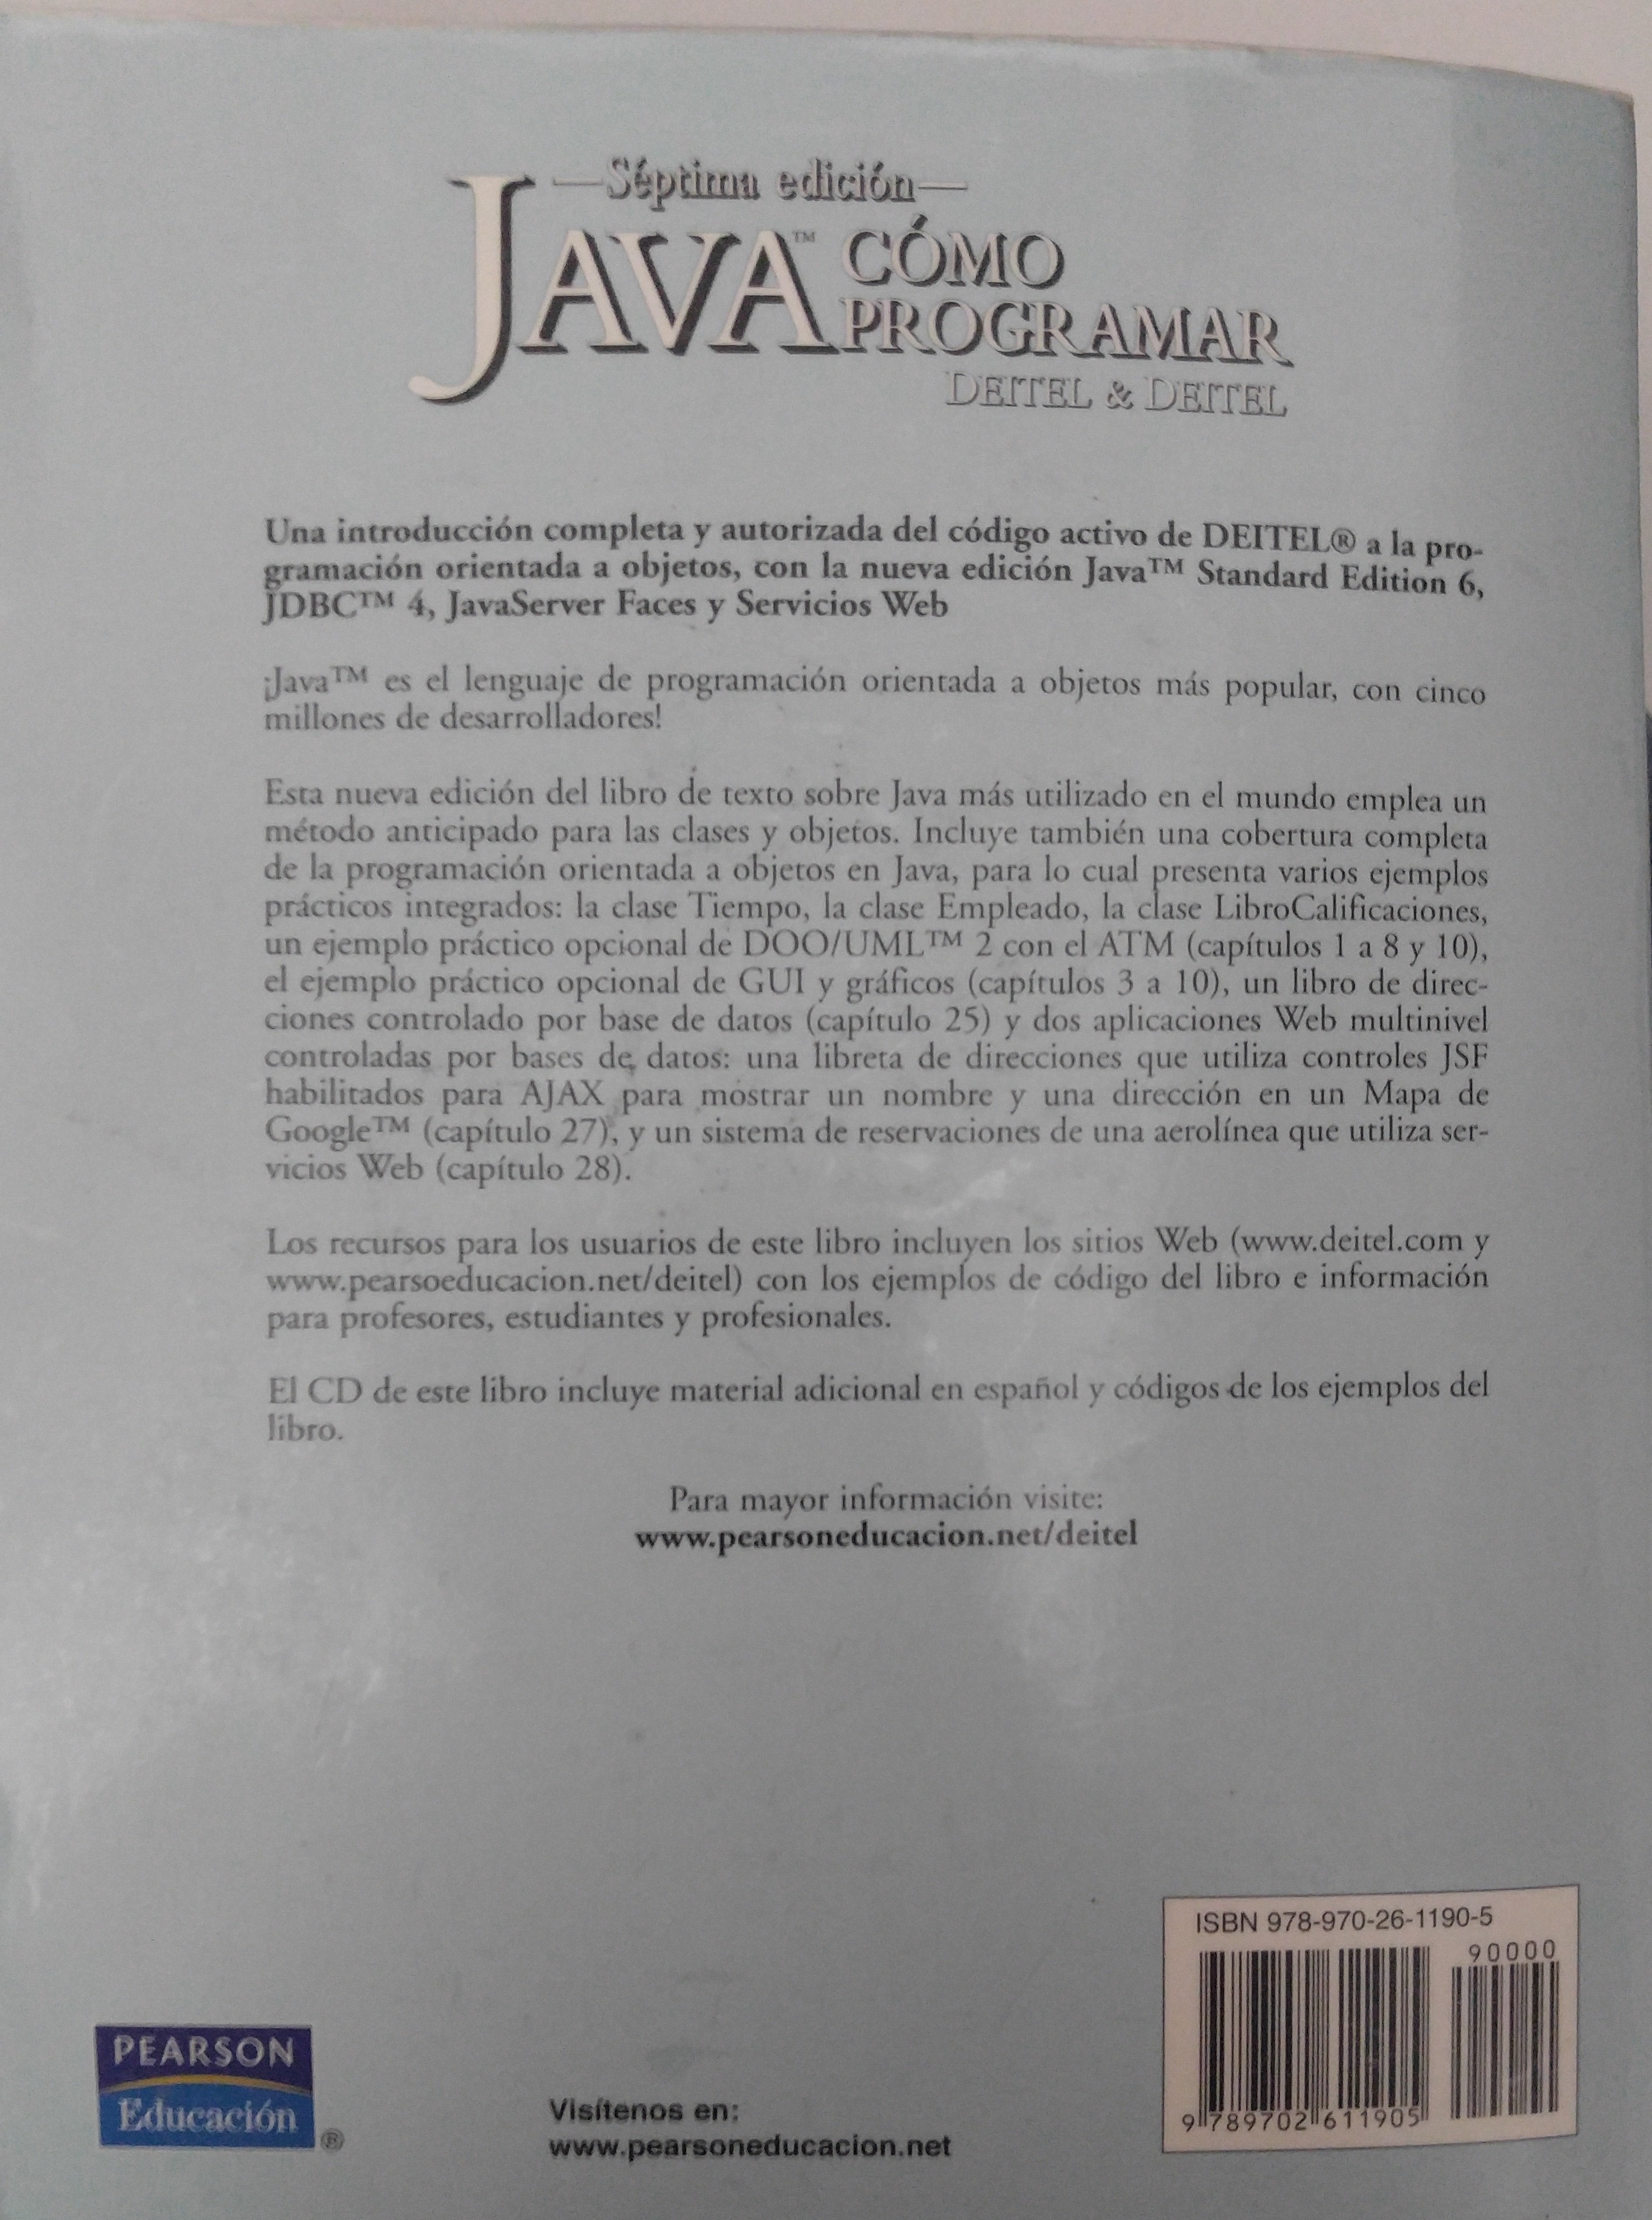 —Séptima edición—
JAVA™ CÓMO
PROGRAMAR
DEITEL & DEITEL
Una introducción completa y autorizada del código activo de DEITEL® a la pro-
gramación orientada a objetos, con la nueva edición Java™ Standard Edition 6,
JDBC™ 4, JavaServer Faces y Servicios Web
¡Java™ es el lenguaje de programación orientada a objetos más popular, con cinco
millones de desarrolladores!
Esta nueva edición del libro de texto sobre Java más utilizado en el mundo emplea un
método anticipado para las clases y objetos. Incluye también una cobertura completa
de la programación orientada a objetos en Java, para lo cual presenta varios ejemplos
prácticos integrados: la clase Tiempo, la clase Empleado, la clase LibroCalificaciones,
un ejemplo práctico opcional de DOO/UML™ 2 con el ATM (capítulos 1 a 8 y 10),
el ejemplo práctico opcional de GUI y gráficos (capítulos 3 a 10), un libro de direc-
ciones controlado por base de datos (capítulo 25) y dos aplicaciones Web multinivel
controladas por bases de datos: una libreta de direcciones que utiliza controles JSF
habilitados para AJAX para mostrar un nombre y una dirección en un Mapa de
Google™ (capítulo 27), y un sistema de reservaciones de una aerolínea que utiliza ser-
vicios Web (capítulo 28).
Los recursos para los usuarios de este libro incluyen los sitios Web (www.deitel.com y
www.pearsoeducacion.net/deitel) con los ejemplos de código del libro e información
para profesores, estudiantes y profesionales.
El CD de este libro incluye material adicional en español y códigos de los ejemplos del
libro.
Para mayor información visite:
www.pearsoneducacion.net/deitel
ISBN 978-970-26-1190-5
90000
9 789702 611905
PEARSON
Educación
®
Visítenos en:
www.pearsoneducacion.net